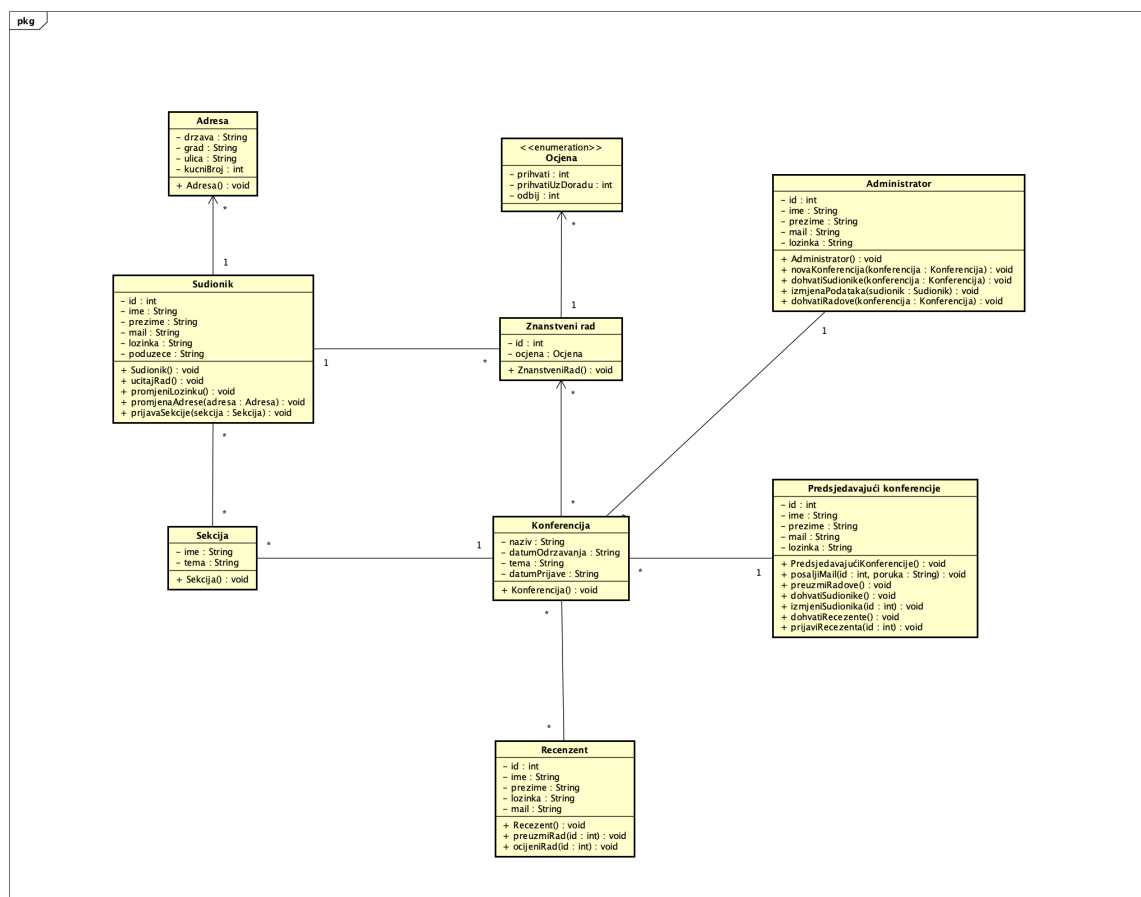 pkg
Adresa
- drzava : String
- grad : String
- ulica : String
- kucniBroj : int
+ Adresa() : void
*
1
<<enumeration>>
Ocjena
- prihvati : int
- prihvatiUzDoradu : int
- odbij : int
*
1
Administrator
- id : int
- ime : String
- prezime : String
- mail : String
- lozinka : String
+ Administrator() : void
+ novaKonferencija(konferencija : Konferencija) : void
+ dohvatiSudionike(konferencija : Konferencija) : void
+ izmjenaPodataka(sudionik : Sudionik) : void
+ dohvatiRadove(konferencija : Konferencija) : void
1
*
Sudionik
- id : int
- ime : String
- prezime : String
- mail : String
- lozinka : String
- poduzece : String
+ Sudionik() : void
+ ucitajRad() : void
+ promjeniLozinku() : void
+ promjenaAdrese(adresa : Adresa) : void
+ prijavaSekcije(sekcija : Sekcija) : void
1
*
Znanstveni rad
- id : int
- ocjena : Ocjena
+ ZnanstveniRad() : void
*
*
*
*
Sekcija
- ime : String
- tema : String
+ Sekcija() : void
*
1
Konferencija
- naziv : String
- datumOdrzavanja : String
- tema : String
- datumPrijave : String
+ Konferencija() : void
*
1
Predsjedavajući konferencije
- id : int
- ime : String
- prezime : String
- mail : String
- lozinka : String
+ PredsjedavajućiKonferencije() : void
+ posaljiMail(id : int, poruka : String) : void
+ preuzmiRadove() : void
+ dohvatiSudionike() : void
+ izmjeniSudionika(id : int) : void
+ dohvatiRecezente() : void
+ prijaviRecezenta(id : int) : void
*
*
Recenzent
- id : int
- ime : String
- prezime : String
- lozinka : String
- mail : String
+ Recezent() : void
+ preuzmiRad(id : int) : void
+ ocijeniRad(id : int) : void